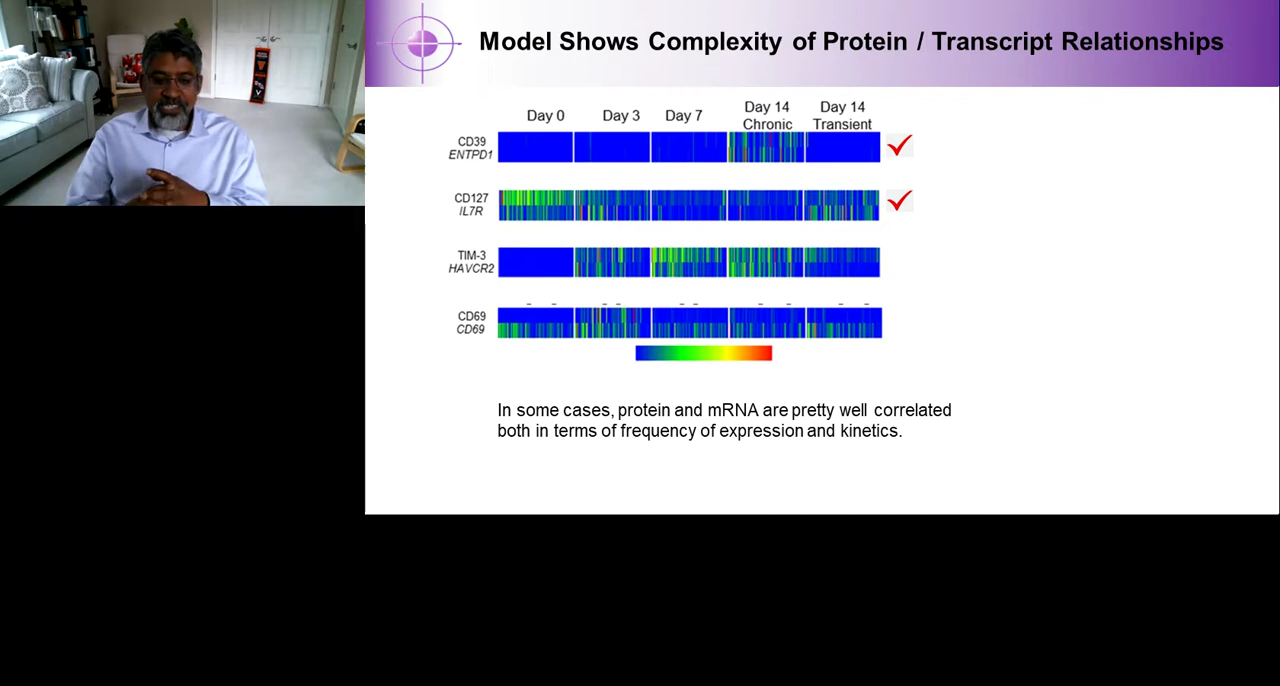 Model Shows Complexity of Protein / Transcript Relationships
Day 0
Day 3
Day 7
Day 14
Chronic
Day 14
Transient
CD39
ENTPD1
CD127
IL7R
TIM-3
HAVCR2
CD69
CD69
In some cases, protein and mRNA are pretty well correlated
both in terms of frequency of expression and kinetics.